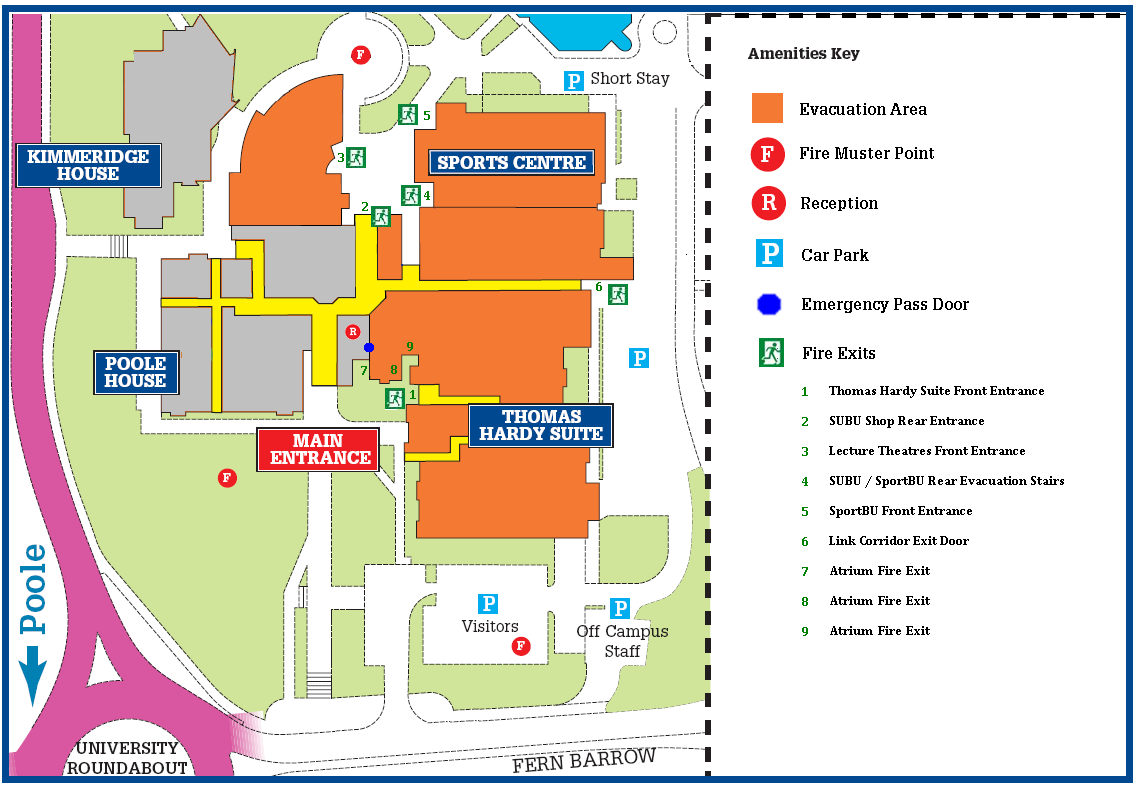 F
P Short Stay
5
KIMMERIDGE
HOUSE
3
SPORTS CENTRE
4
2
6
R
9
P
7
8
POOLE
HOUSE
1
THOMAS
HARDY SUITE
MAIN
ENTRANCE
F
Poole
P
Visitors
F
P
Off Campus
Staff
UNIVERSITY
ROUNDABOUT
FERN BARROW
Amenities Key
Evacuation Area
F Fire Muster Point
R Reception
P Car Park
Emergency Pass Door
Fire Exits
1 Thomas Hardy Suite Front Entrance
2 SUBU Shop Rear Entrance
3 Lecture Theatres Front Entrance
4 SUBU / SportBU Rear Evacuation Stairs
5 SportBU Front Entrance
6 Link Corridor Exit Door
7 Atrium Fire Exit
8 Atrium Fire Exit
9 Atrium Fire Exit